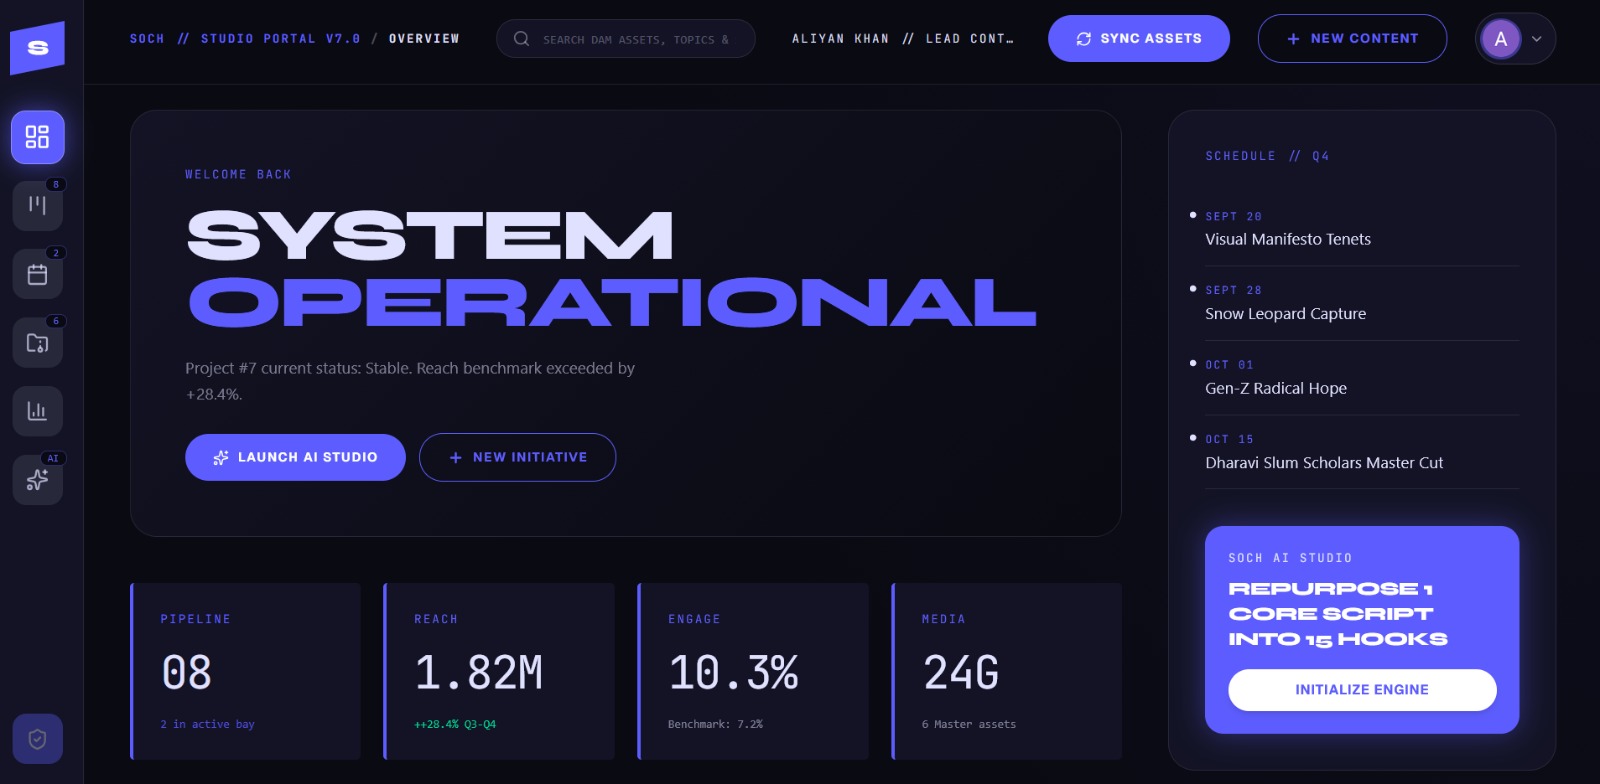 S
SOCH // STUDIO PORTAL V7.0 / OVERVIEW
SEARCH DAM ASSETS, TOPICS &
ALIYAN KHAN // LEAD CONT…
SYNC ASSETS
+ NEW CONTENT
A
8
2
6
AI
WELCOME BACK
SYSTEM
OPERATIONAL
Project #7 current status: Stable. Reach benchmark exceeded by
+28.4%.
LAUNCH AI STUDIO
+ NEW INITIATIVE
PIPELINE
08
2 in active bay
REACH
1.82M
++28.4% Q3-Q4
ENGAGE
10.3%
Benchmark: 7.2%
MEDIA
24G
6 Master assets
SCHEDULE // Q4
SEPT 20
Visual Manifesto Tenets
SEPT 28
Snow Leopard Capture
OCT 01
Gen-Z Radical Hope
OCT 15
Dharavi Slum Scholars Master Cut
SOCH AI STUDIO
REPURPOSE 1
CORE SCRIPT
INTO 15 HOOKS
INITIALIZE ENGINE